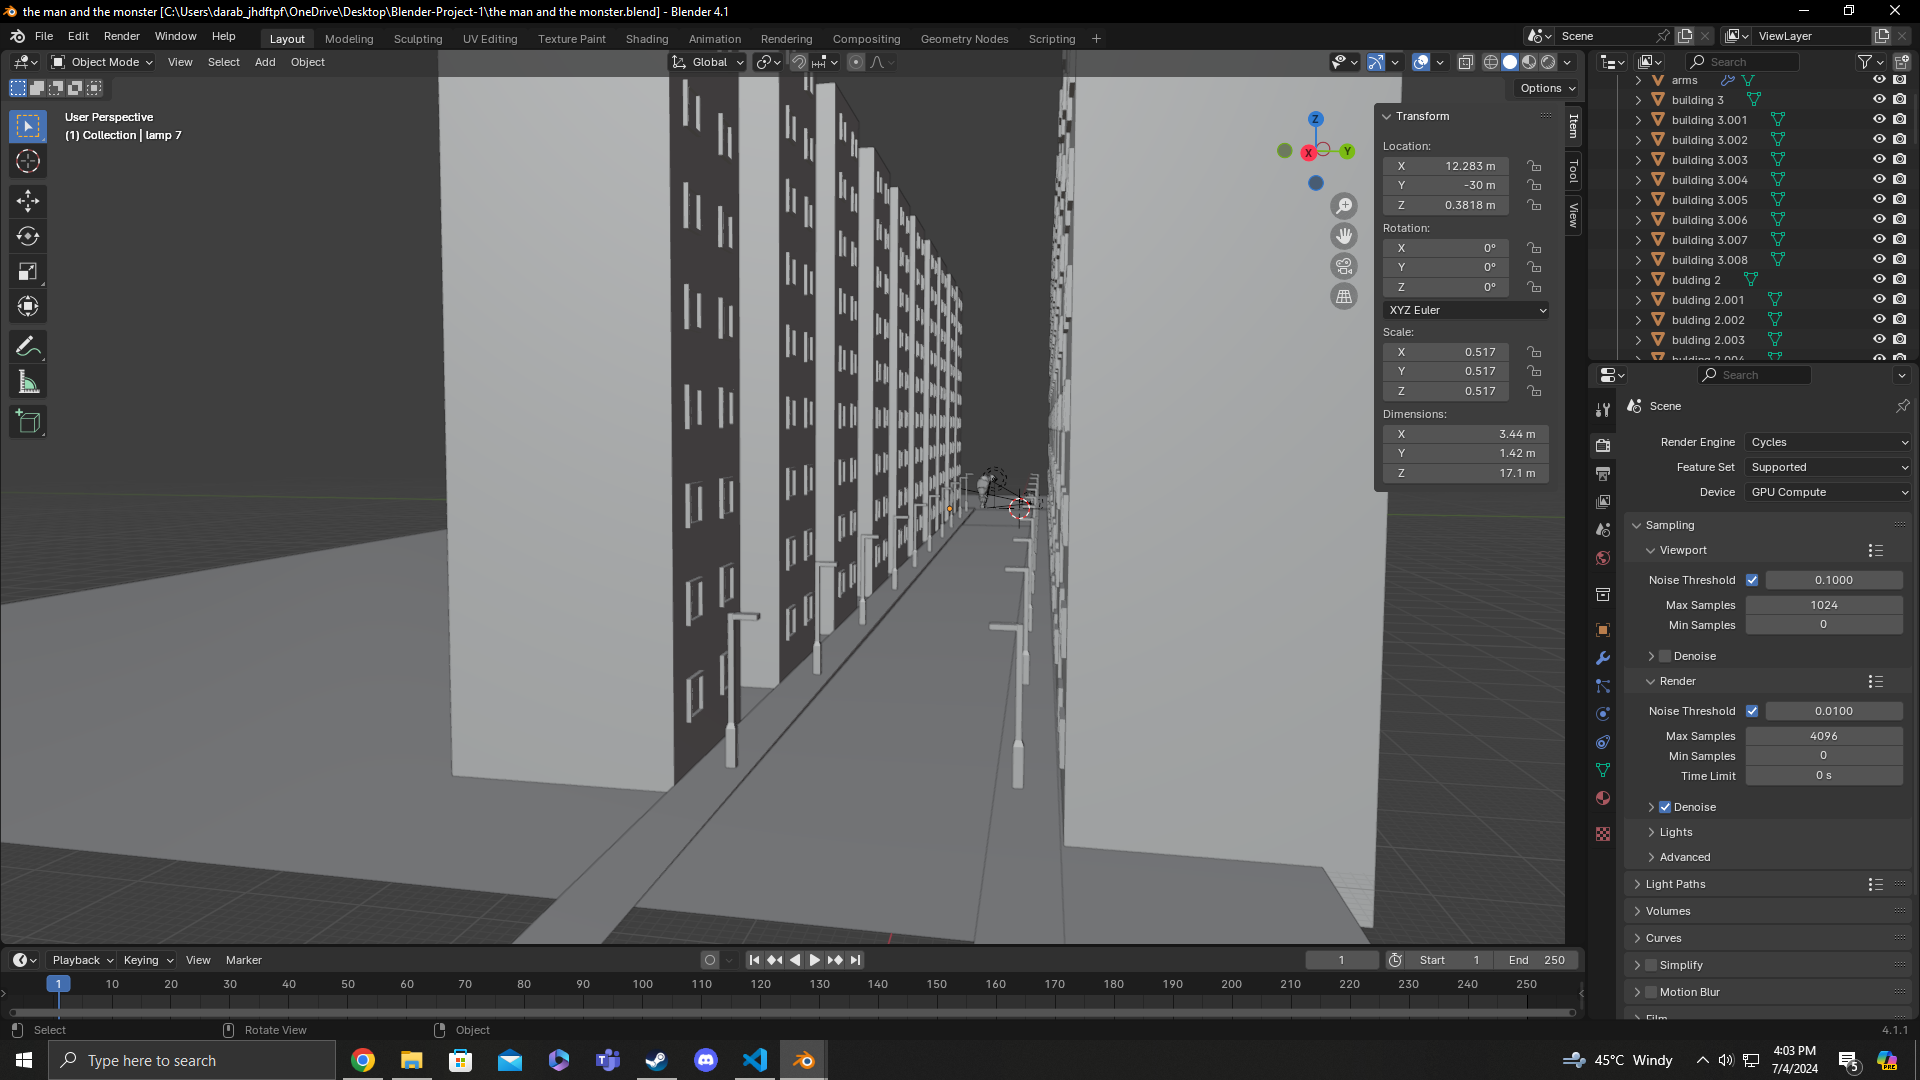 the man and the monster [C:\Users\darab_jhdftpf\OneDrive\Desktop\Blender-Project-1\the man and the monster.blend] - Blender 4.1
File Edit Render Window Help
Layout Modeling Sculpting UV Editing Texture Paint Shading Animation Rendering Compositing Geometry Nodes Scripting +
Scene
ViewLayer
Object Mode View Select Add Object
Global
Search
Options
User Perspective
(1) Collection | lamp 7
Z
X
Y
Item
Tool
View
Transform
Location:
X 12.283 m
Y -30 m
Z 0.3818 m
Rotation:
X 0°
Y 0°
Z 0°
XYZ Euler
Scale:
X 0.517
Y 0.517
Z 0.517
Dimensions:
X 3.44 m
Y 1.42 m
Z 17.1 m
arms
building 3
building 3.001
building 3.002
building 3.003
building 3.004
building 3.005
building 3.006
building 3.007
building 3.008
bulding 2
bulding 2.001
bulding 2.002
bulding 2.003
bulding 2.004
Search
Scene
Render Engine Cycles
Feature Set Supported
Device GPU Compute
Sampling
Viewport
Noise Threshold 0.1000
Max Samples 1024
Min Samples 0
Denoise
Render
Noise Threshold 0.0100
Max Samples 4096
Min Samples 0
Time Limit 0 s
Denoise
Lights
Advanced
Light Paths
Volumes
Curves
Simplify
Motion Blur
Film
Playback Keying View Marker
1 Start 1 End 250
1 10 20 30 40 50 60 70 80 90 100 110 120 130 140 150 160 170 180 190 200 210 220 230 240 250
Select Rotate View Object
4.1.1
Type here to search
45°C Windy
4:03 PM
7/4/2024
5
PRE